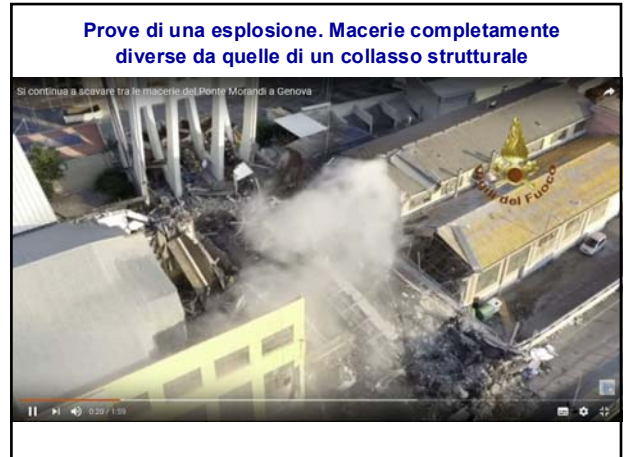 Prove di una esplosione. Macerie completamente
diverse da quelle di un collasso strutturale
Si continua a scavare tra le macerie del Ponte Morandi a Genova
Vigili del Fuoco
0:20 / 1:59